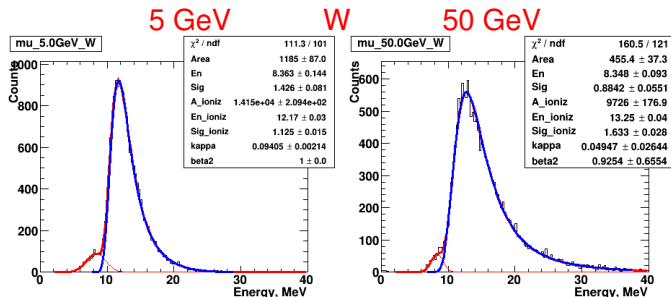 5 GeV W 50 GeV
mu_5.0GeV_W
χ² / ndf 111.3 / 101
Area 1185 ± 87.0
En 8.363 ± 0.144
Sig 1.426 ± 0.081
A_ioniz 1.415e+04 ± 2.094e+02
En_ioniz 12.17 ± 0.03
Sig_ioniz 1.125 ± 0.015
kappa 0.09405 ± 0.00214
beta2 1 ± 0.0
Counts
1000
800
600
400
200
0
0 10 20 30 40
Energy, MeV
mu_50.0GeV_W
χ² / ndf 160.5 / 121
Area 455.4 ± 37.3
En 8.348 ± 0.093
Sig 0.8842 ± 0.0551
A_ioniz 9726 ± 176.9
En_ioniz 13.25 ± 0.04
Sig_ioniz 1.633 ± 0.028
kappa 0.04947 ± 0.02644
beta2 0.9254 ± 0.6554
Counts
600
500
400
300
200
100
0
0 10 20 30 40
Energy, MeV